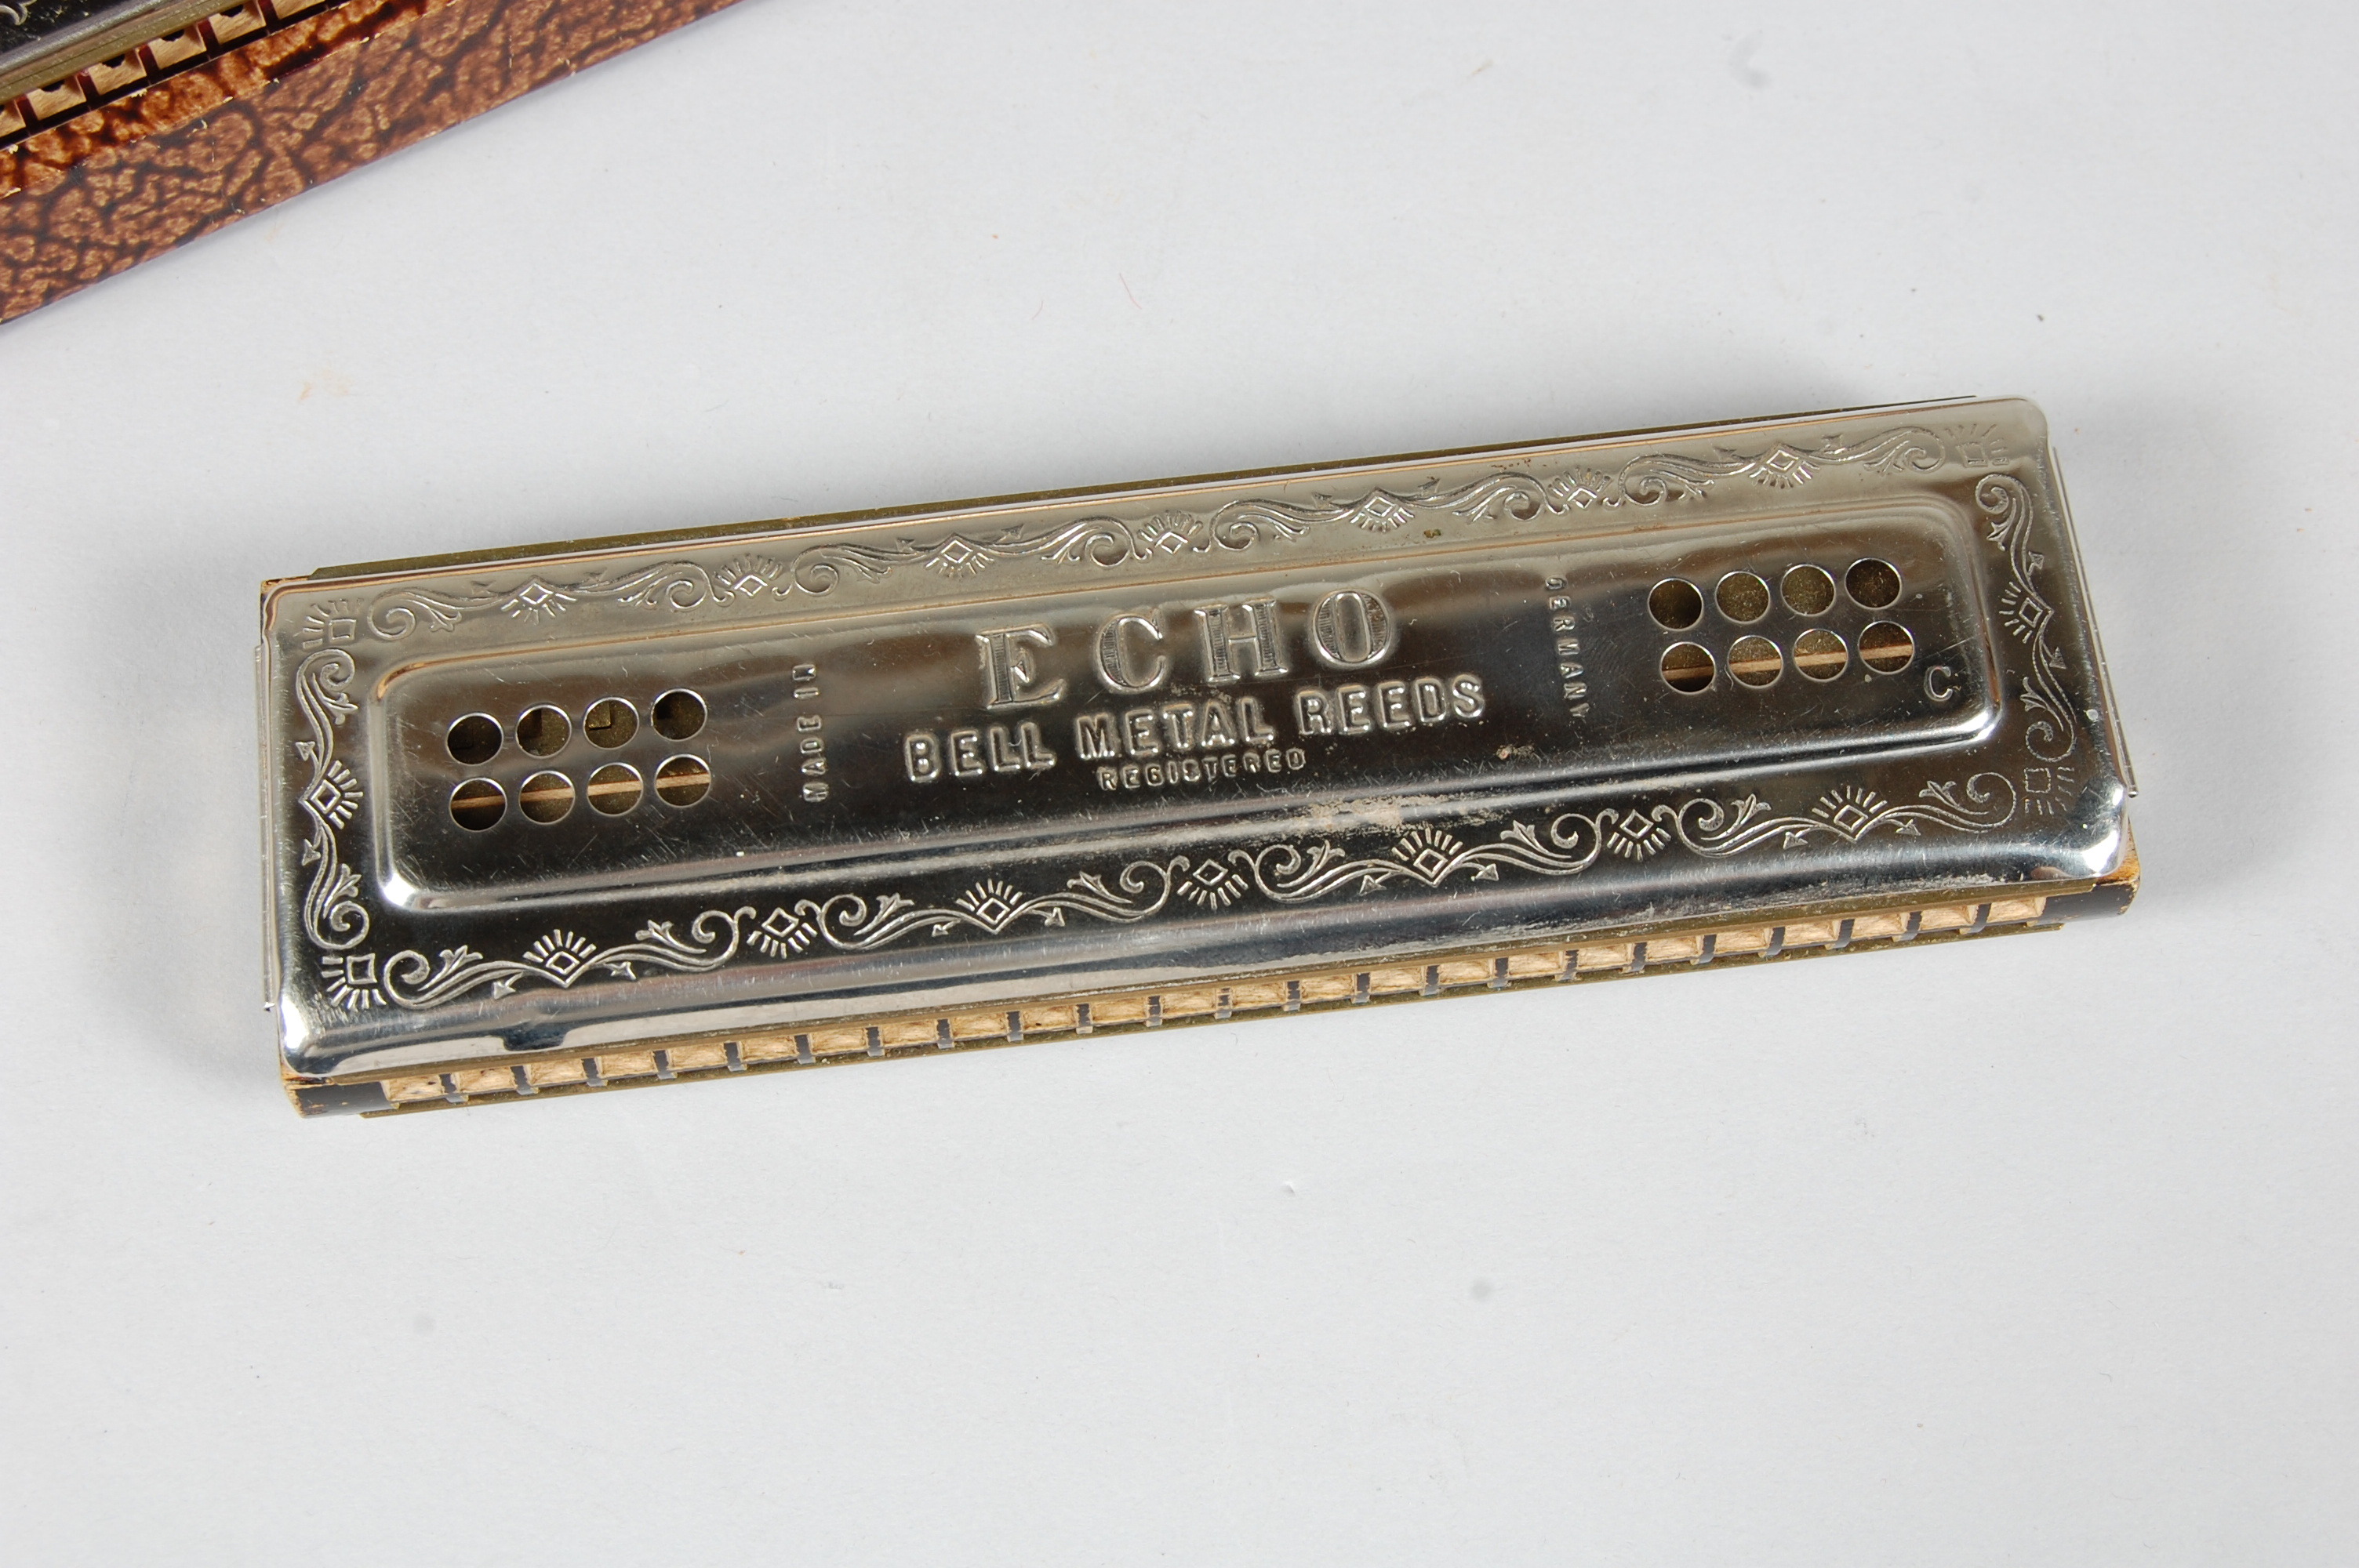 MADE IN
ECHO
BELL METAL REEDS
REGISTERED
GERMANY
C